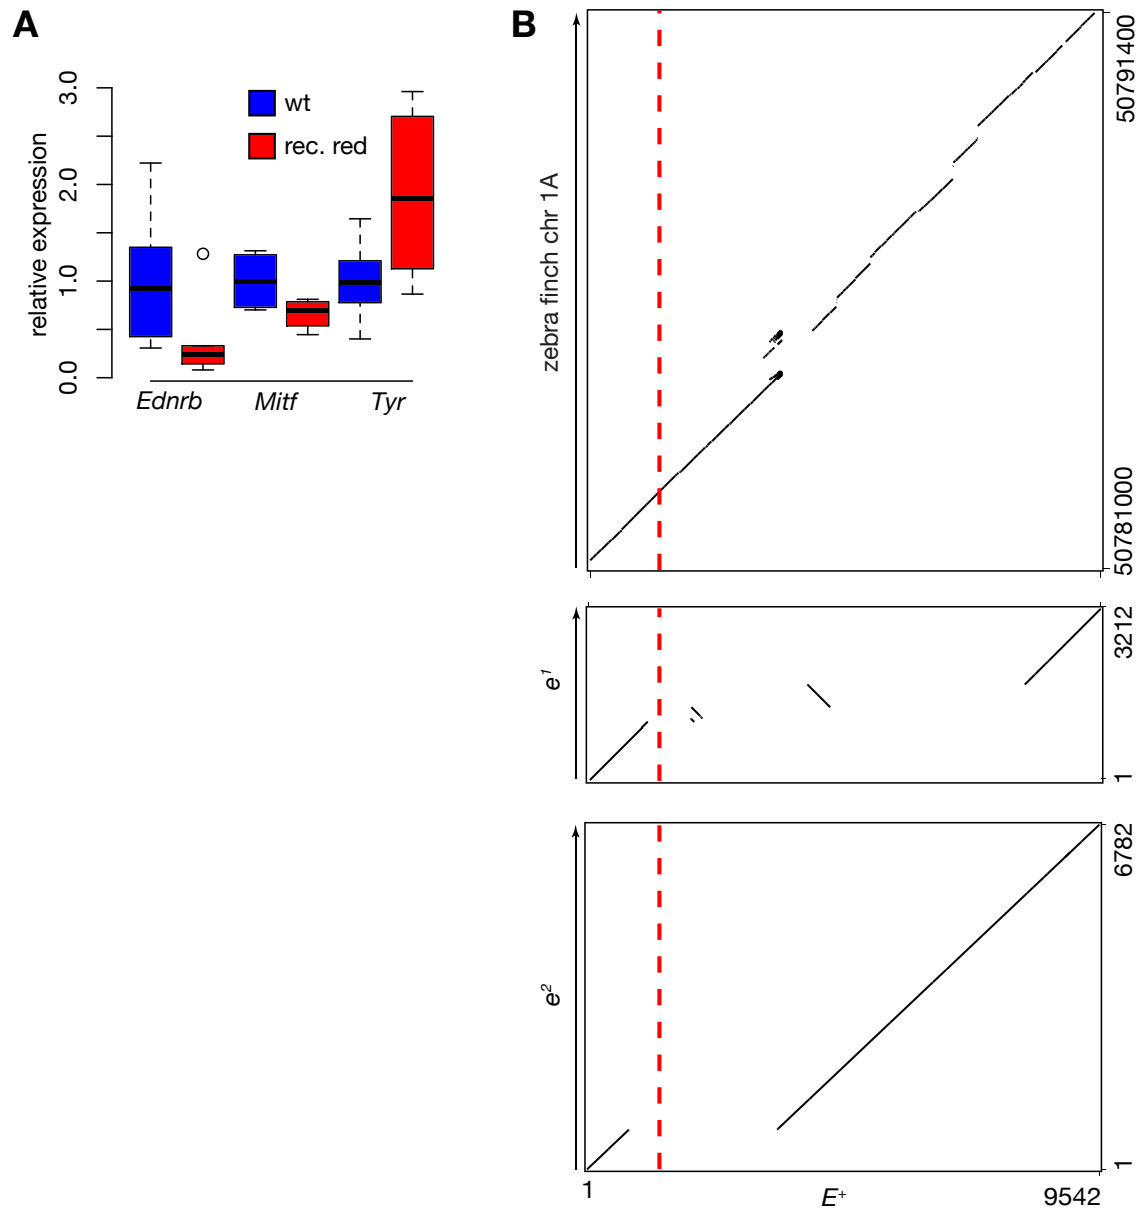 A
B
3.0
2.0
1.0
0.0
relative expression
wt
rec. red
Ednrb
Mitf
Tyr
zebra finch chr 1A
50791400
50781000
e¹
3212
1
e²
6782
1
1
E⁺
9542